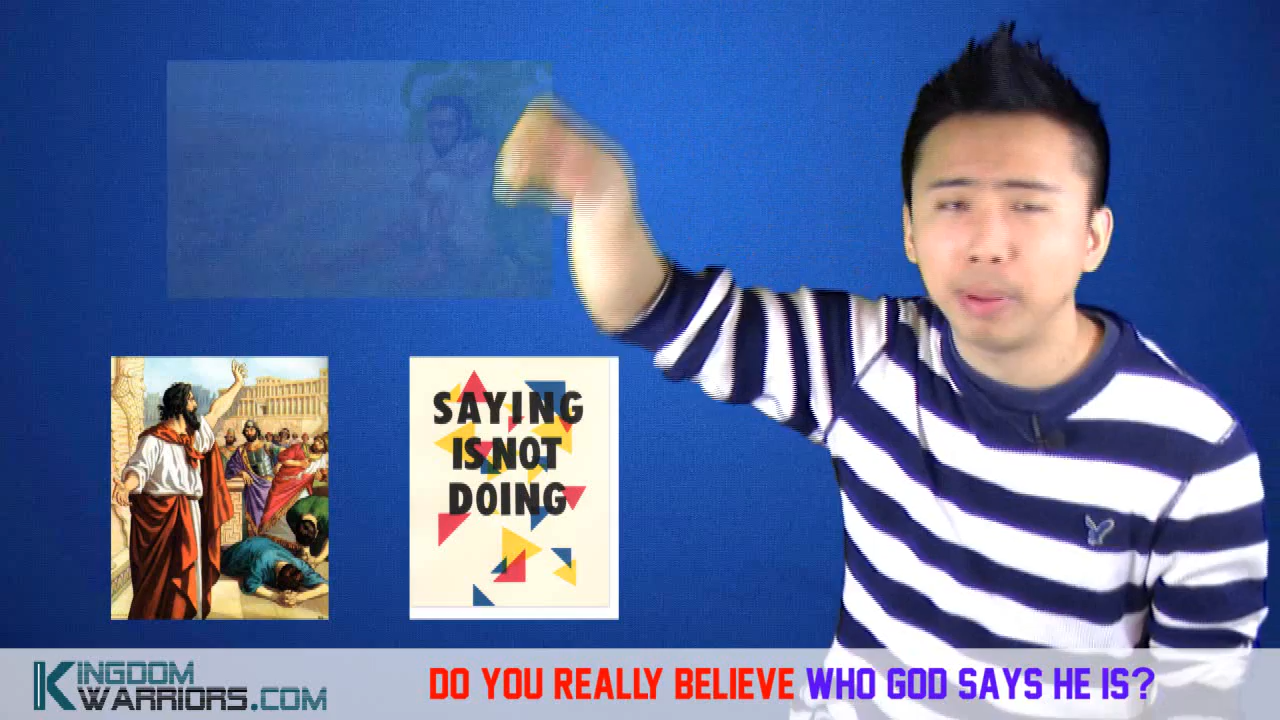 SAYING
IS NOT
DOING
KINGDOM
WARRIORS.COM
DO YOU REALLY BELIEVE WHO GOD SAYS HE IS?